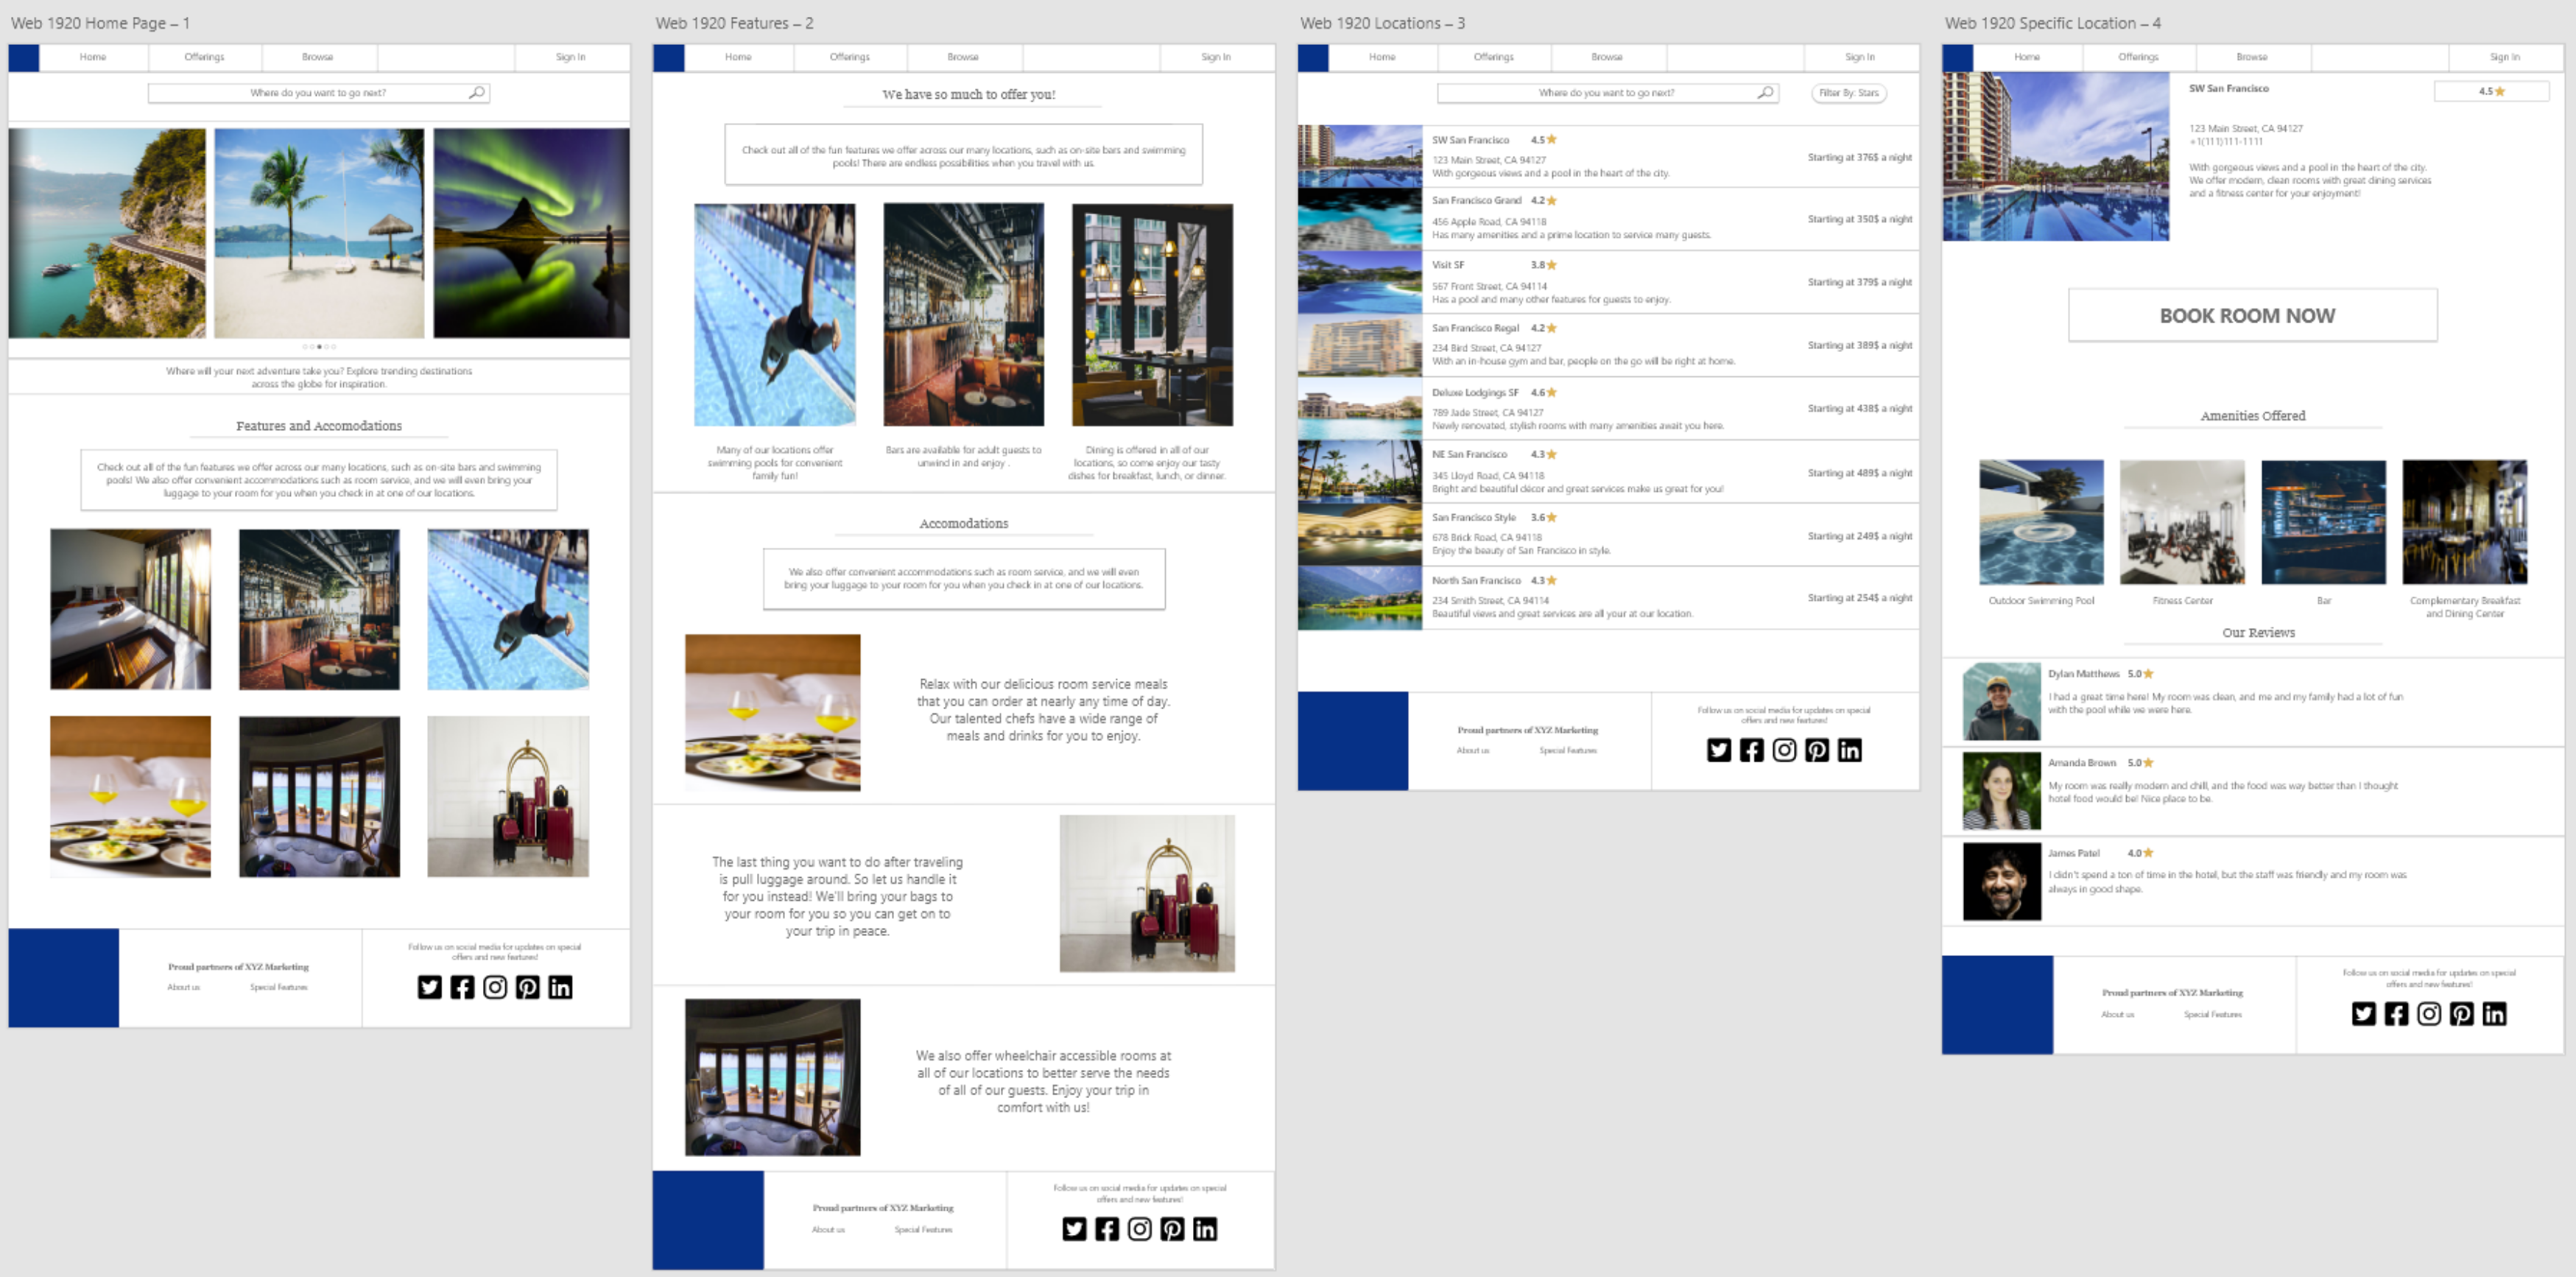 Web 1920 Home Page – 1
Home
Offerings
Browse
Sign In
Where do you want to go next?
Where will your next adventure take you? Explore trending destinations
across the globe for inspiration.
Features and Accomodations
Check out all of the fun features we offer across our many locations, such as on-site bars and swimming
pools! We also offer convenient accommodations such as room service, and we will even bring your
luggage to your room for you when you check in at one of our locations.
Proud partners of XYZ Marketing
About us
Special Features
Follow us on social media for updates on special
offers and new features!
Web 1920 Features – 2
Home
Offerings
Browse
Sign In
We have so much to offer you!
Check out all of the fun features we offer across our many locations, such as on-site bars and swimming
pools! There are endless possibilities when you travel with us.
Many of our locations offer
swimming pools for convenient
family fun!
Bars are available for adult guests to
unwind in and enjoy .
Dining is offered in all of our
locations, so come enjoy our tasty
dishes for breakfast, lunch, or dinner.
Accomodations
We also offer convenient accommodations such as room service, and we will even
bring your luggage to your room for you when you check in at one of our locations.
Relax with our delicious room service meals
that you can order at nearly any time of day.
Our talented chefs have a wide range of
meals and drinks for you to enjoy.
The last thing you want to do after traveling
is pull luggage around. So let us handle it
for you instead! We'll bring your bags to
your room for you so you can get on to
your trip in peace.
We also offer wheelchair accessible rooms at
all of our locations to better serve the needs
of all of our guests. Enjoy your trip in
comfort with us!
Proud partners of XYZ Marketing
About us
Special Features
Follow us on social media for updates on special
offers and new features!
Web 1920 Locations – 3
Home
Offerings
Browse
Sign In
Where do you want to go next?
Filter By: Stars
SW San Francisco 4.5
123 Main Street, CA 94127
With gorgeous views and a pool in the heart of the city.
Starting at 376$ a night
San Francisco Grand 4.2
456 Apple Road, CA 94118
Has many amenities and a prime location to service many guests.
Starting at 350$ a night
Visit SF 3.8
567 Front Street, CA 94114
Has a pool and many other features for guests to enjoy.
Starting at 379$ a night
San Francisco Regal 4.2
234 Bird Street, CA 94127
With an in-house gym and bar, people on the go will be right at home.
Starting at 389$ a night
Deluxe Lodgings SF 4.6
789 Jade Street, CA 94127
Newly renovated, stylish rooms with many amenities await you here.
Starting at 438$ a night
NE San Francisco 4.3
345 Lloyd Road, CA 94118
Bright and beautiful décor and great services make us great for you!
Starting at 489$ a night
San Francisco Style 3.6
678 Brick Road, CA 94118
Enjoy the beauty of San Francisco in style.
Starting at 249$ a night
North San Francisco 4.3
234 Smith Street, CA 94114
Beautiful views and great services are all your at our location.
Starting at 254$ a night
Proud partners of XYZ Marketing
About us
Special Features
Follow us on social media for updates on special
offers and new features!
Web 1920 Specific Location – 4
Home
Offerings
Browse
Sign In
SW San Francisco
4.5
123 Main Street, CA 94127
+1(111)111-1111
With gorgeous views and a pool in the heart of the city.
We offer modern, clean rooms with great dining services
and a fitness center for your enjoyment!
BOOK ROOM NOW
Amenities Offered
Outdoor Swimming Pool
Fitness Center
Bar
Complementary Breakfast
and Dining Center
Our Reviews
Dylan Matthews 5.0
I had a great time here! My room was clean, and me and my family had a lot of fun
with the pool while we were here.
Amanda Brown 5.0
My room was really modern and chill, and the food was way better than I thought
hotel food would be! Nice place to be.
James Patel 4.0
I didn't spend a ton of time in the hotel, but the staff was friendly and my room was
always in good shape.
Proud partners of XYZ Marketing
About us
Special Features
Follow us on social media for updates on special
offers and new features!